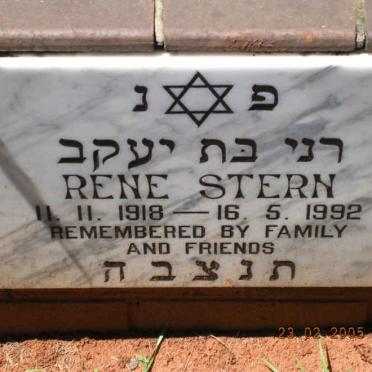 פ נ
רני בת יעקב
RENE STERN
11. 11. 1918 — 16. 5. 1992
REMEMBERED BY FAMILY
AND FRIENDS
תנצבה
23.02.2005